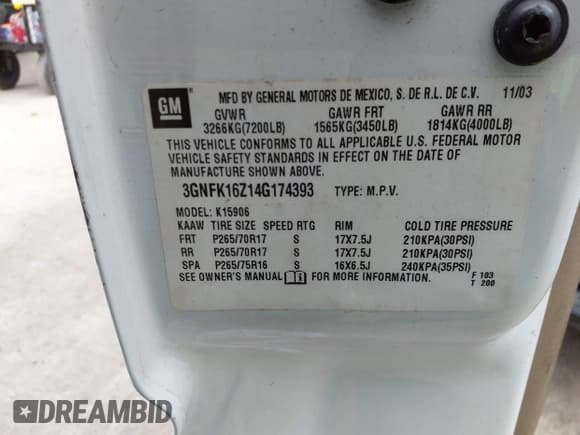 GM
MFD BY GENERAL MOTORS DE MEXICO, S. DE R.L. DE C.V. 11/03
GVWR GAWR FRT GAWR RR
3266KG(7200LB) 1565KG(3450LB) 1814KG(4000LB)
THIS VEHICLE CONFORMS TO ALL APPLICABLE U.S. FEDERAL MOTOR
VEHICLE SAFETY STANDARDS IN EFFECT ON THE DATE OF
MANUFACTURE SHOWN ABOVE.
3GNFK16Z14G174393 TYPE: M.P.V.
MODEL: K15906
KAAW TIRE SIZE SPEED RTG RIM COLD TIRE PRESSURE
FRT P265/70R17 S 17X7.5J 210KPA(30PSI)
RR P265/70R17 S 17X7.5J 210KPA(30PSI)
SPA P265/75R16 S 16X6.5J 240KPA(35PSI)
SEE OWNER'S MANUAL FOR MORE INFORMATION. F 103
T 200
DREAMBID